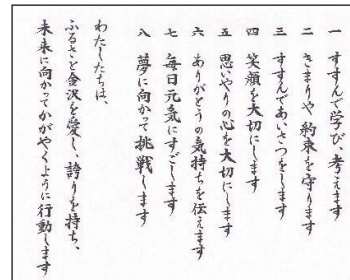 一 すすんで学び、考えます
二 きまりや約束を守ります
三 すすんであいさつをします
四 笑顔を大切にします
五 思いやりの心を大切にします
六 ありがとうの気持ちを伝えます
七 毎日元気にすごします
八 夢に向かって挑戦します
わたしたちは、
ふるさと金沢を愛し、誇りを持ち、
未来に向かってかがやくように行動します